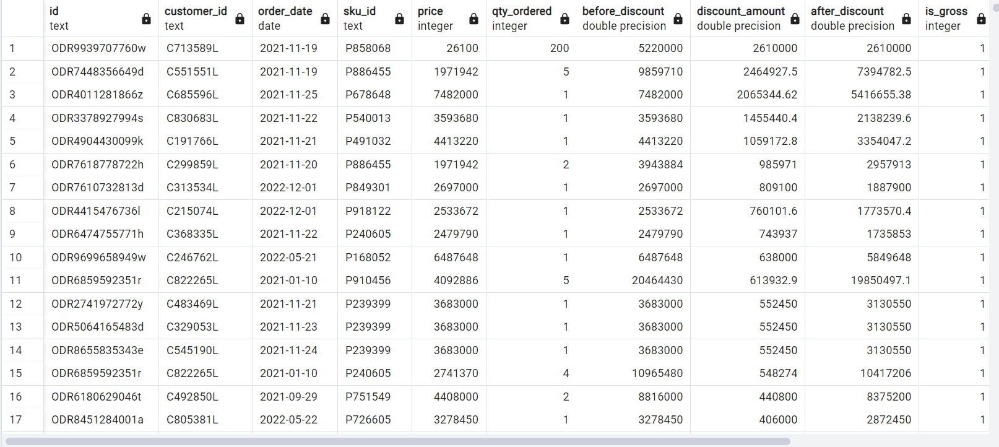 id customer_id order_date sku_id price qty_ordered before_discount discount_amount after_discount is_gross
text text date text integer integer double precision double precision double precision integer
1 ODR9939707760w C713589L 2021-11-19 P858068 26100 200 5220000 2610000 2610000 1
2 ODR7448356649d C551551L 2021-11-19 P886455 1971942 5 9859710 2464927.5 7394782.5 1
3 ODR4011281866z C685596L 2021-11-25 P678648 7482000 1 7482000 2065344.62 5416655.38 1
4 ODR3378927994s C830683L 2021-11-22 P540013 3593680 1 3593680 1455440.4 2138239.6 1
5 ODR4904430099k C191766L 2021-11-21 P491032 4413220 1 4413220 1059172.8 3354047.2 1
6 ODR7618778722h C299859L 2021-11-20 P886455 1971942 2 3943884 985971 2957913 1
7 ODR7610732813d C313534L 2022-12-01 P849301 2697000 1 2697000 809100 1887900 1
8 ODR4415476736l C215074L 2022-12-01 P918122 2533672 1 2533672 760101.6 1773570.4 1
9 ODR6474755771h C368335L 2021-11-22 P240605 2479790 1 2479790 743937 1735853 1
10 ODR9699658949w C246762L 2022-05-21 P168052 6487648 1 6487648 638000 5849648 1
11 ODR6859592351r C822265L 2021-01-10 P910456 4092886 5 20464430 613932.9 19850497.1 1
12 ODR2741972772y C483469L 2021-11-21 P239399 3683000 1 3683000 552450 3130550 1
13 ODR5064165483d C329053L 2021-11-23 P239399 3683000 1 3683000 552450 3130550 1
14 ODR8655835343e C545190L 2021-11-24 P239399 3683000 1 3683000 552450 3130550 1
15 ODR6859592351r C822265L 2021-01-10 P240605 2741370 4 10965480 548274 10417206 1
16 ODR6180629046t C492850L 2021-09-29 P751549 4408000 2 8816000 440800 8375200 1
17 ODR8451284001a C805381L 2022-05-22 P726605 3278450 1 3278450 406000 2872450 1